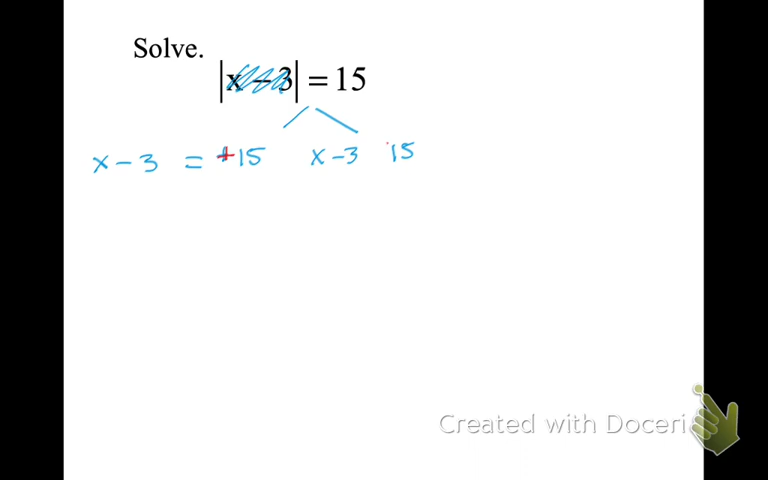 Solve.
|x − 3| = 15
x − 3 = +15 x − 3 15
Created with Doceri